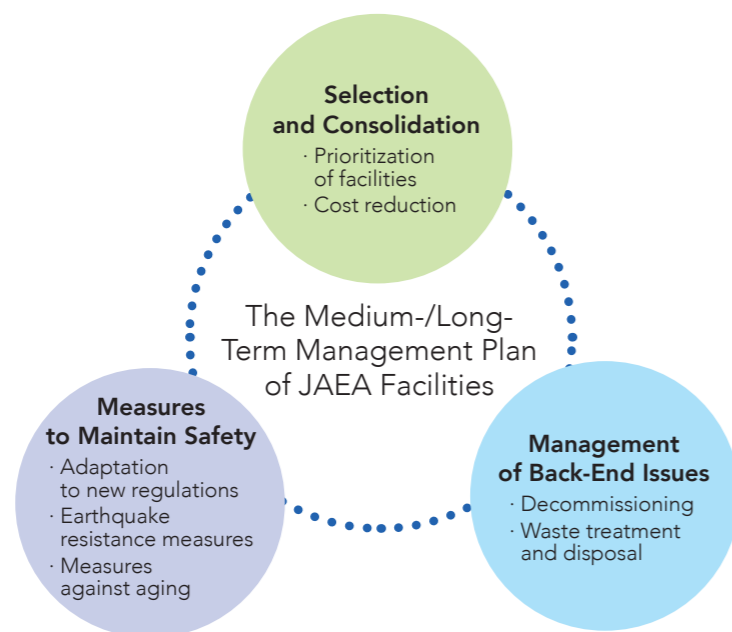 Selection
and Consolidation
· Prioritization
of facilities
· Cost reduction
The Medium-/Long-
Term Management Plan
of JAEA Facilities
Measures
to Maintain Safety
· Adaptation
to new regulations
· Earthquake
resistance measures
· Measures
against aging
Management
of Back-End Issues
· Decommissioning
· Waste treatment
and disposal